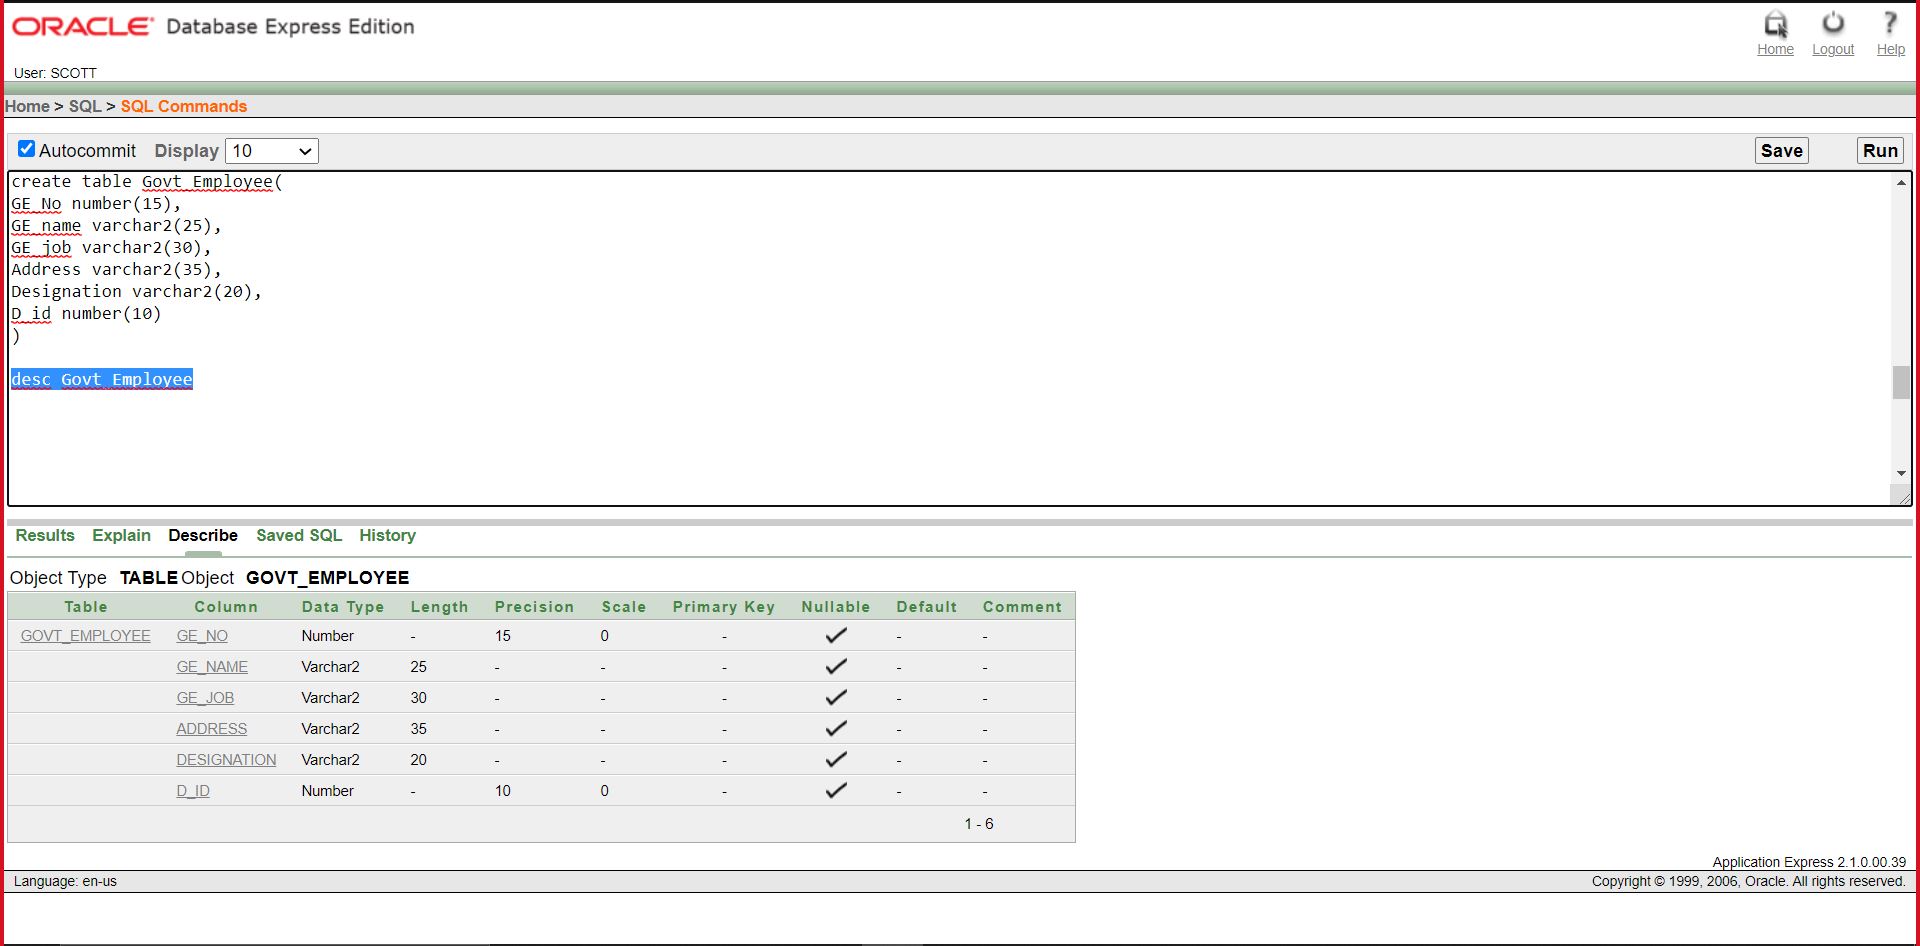 ORACLE® Database Express Edition
Home Logout Help
User: SCOTT
Home > SQL > SQL Commands
Autocommit Display 10 Save Run
create table Govt_Employee(
GE_No number(15),
GE_name varchar2(25),
GE_job varchar2(30),
Address varchar2(35),
Designation varchar2(20),
D_id number(10)
)
desc Govt_Employee
Results Explain Describe Saved SQL History
Object Type TABLE Object GOVT_EMPLOYEE
Table Column Data Type Length Precision Scale Primary Key Nullable Default Comment
GOVT_EMPLOYEE GE_NO Number - 15 0 - - -
GE_NAME Varchar2 25 - - - - -
GE_JOB Varchar2 30 - - - - -
ADDRESS Varchar2 35 - - - - -
DESIGNATION Varchar2 20 - - - - -
D_ID Number - 10 0 - - -
1 - 6
Application Express 2.1.0.00.39
Language: en-us Copyright © 1999, 2006, Oracle. All rights reserved.